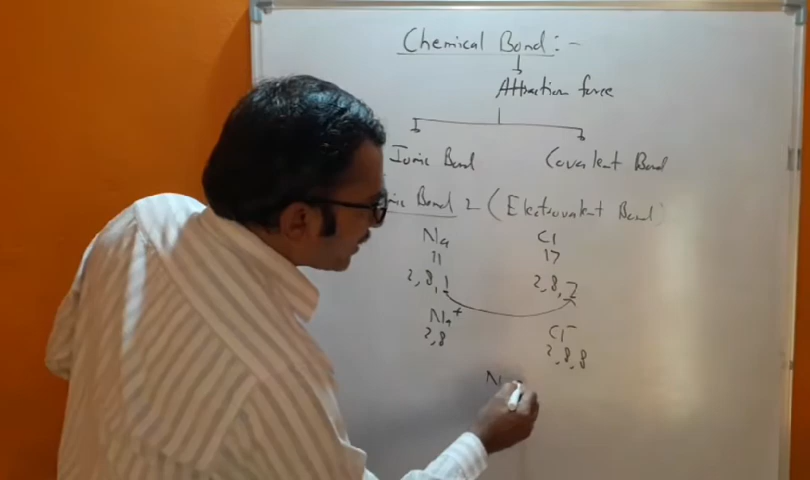 Chemical Bond:-
Attraction force
Ionic Bond Covalent Bond
nic Bond 2 (Electrovalent Bond)
Na Cl
11 17
2,8,1 2,8,7
Na+ Cl-
2,8 2,8,8
N